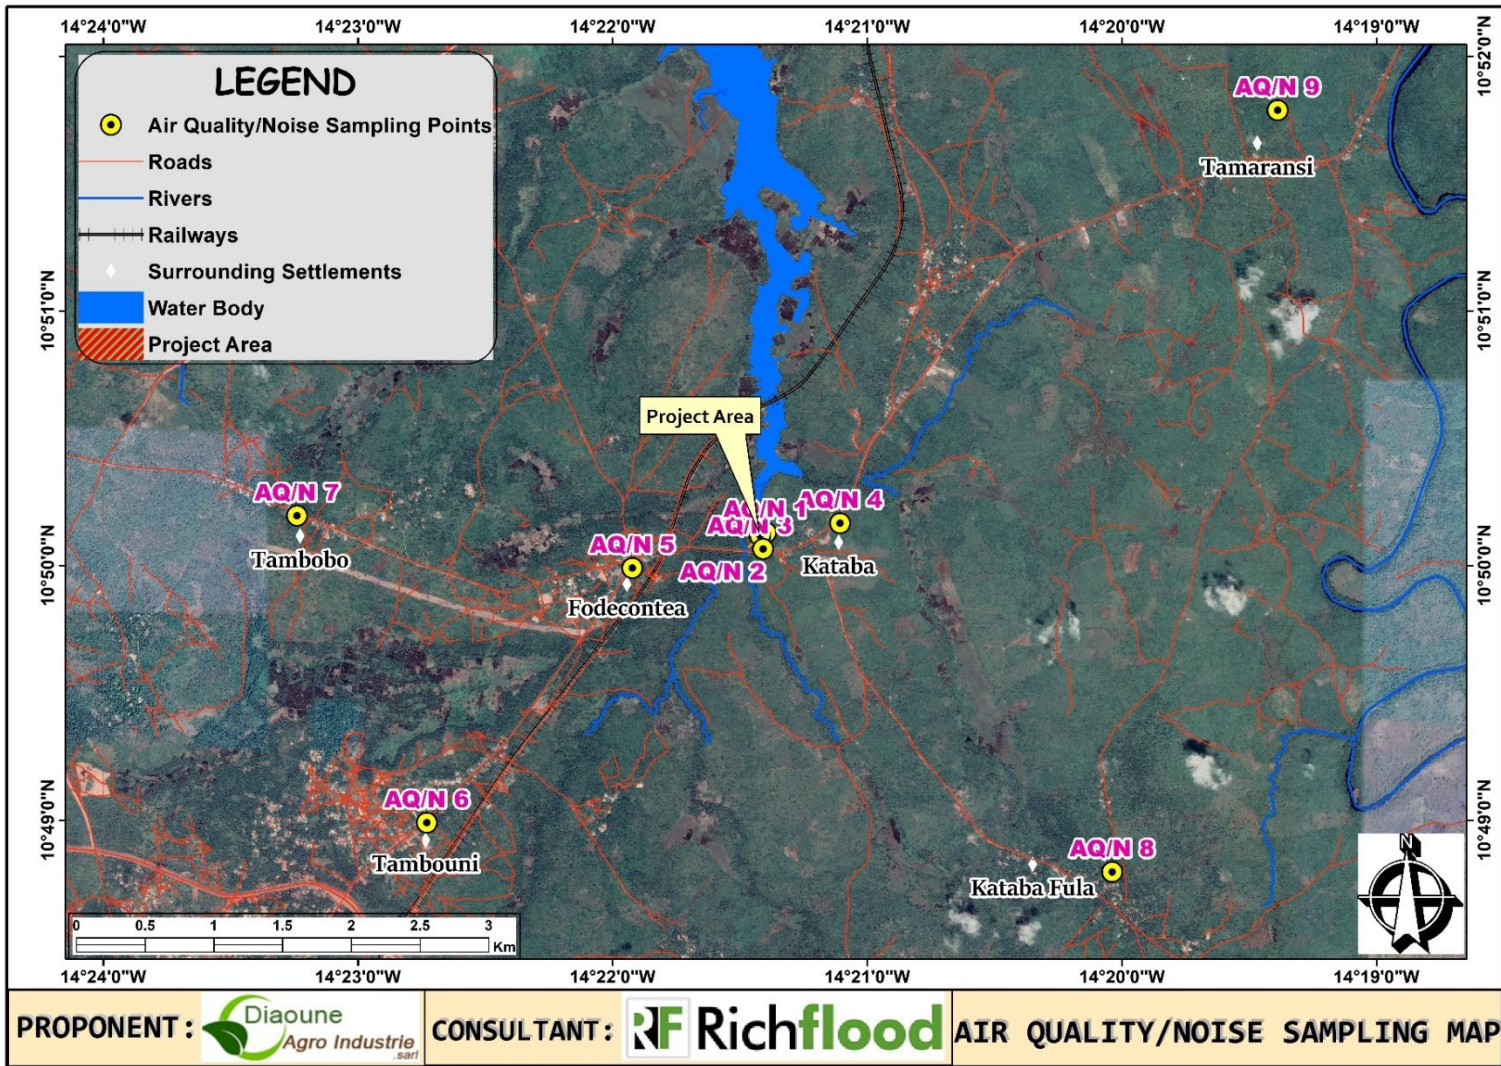 14°24'0"W 14°23'0"W 14°22'0"W 14°21'0"W 14°20'0"W 14°19'0"W
LEGEND
Air Quality/Noise Sampling Points
Roads
Rivers
Railways
Surrounding Settlements
Water Body
Project Area
10°52'0"N
10°51'0"N 10°51'0"N
AQ/N 9
Tamaransi
Project Area
AQ/N 7
Tambobo
AQ/N 1
AQ/N 4
AQ/N 3
AQ/N 5
AQ/N 2
Kataba
Fodecontea
10°50'0"N 10°50'0"N
AQ/N 6
Tambouni
AQ/N 8
Kataba Fula
10°49'0"N 10°49'0"N
N
0 0.5 1 1.5 2 2.5 3
Km
14°24'0"W 14°23'0"W 14°22'0"W 14°21'0"W 14°20'0"W 14°19'0"W
PROPONENT:
Diaoune
Agro Industrie
.sarl
CONSULTANT:
RF Richflood
AIR QUALITY/NOISE SAMPLING MAP